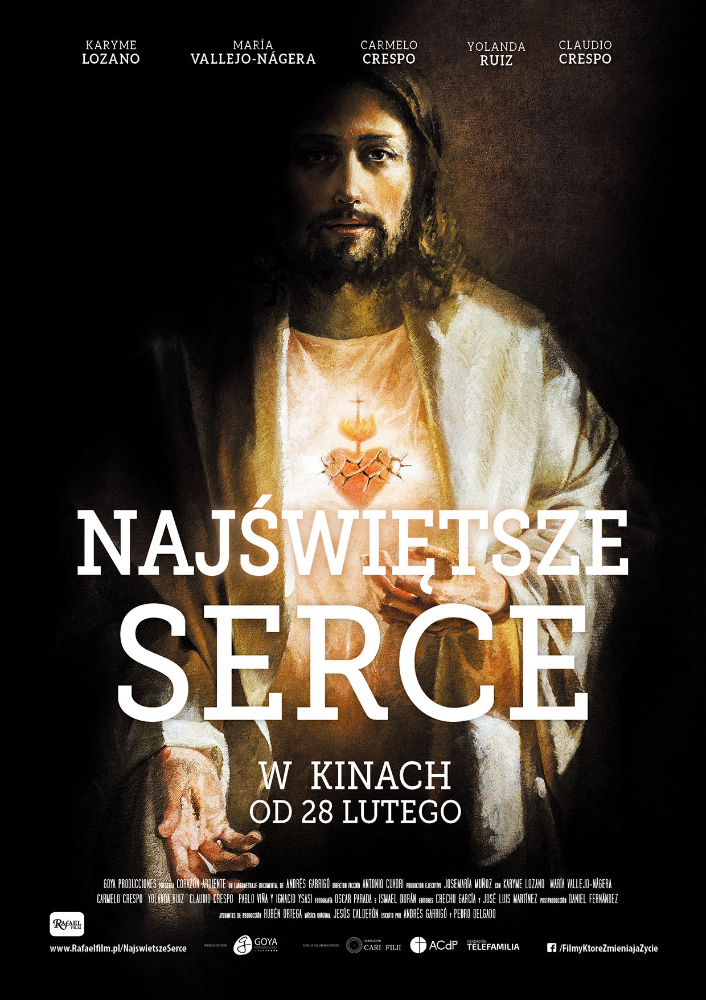 KARYME
LOZANO
MARÍA
VALLEJO-NÁGERA
CARMELO
CRESPO
YOLANDA
RUIZ
CLAUDIO
CRESPO
NAJŚWIĘTSZE
SERCE
W KINACH
OD 28 LUTEGO
GOYA PRODUCCIONES PRESENTA CORAZÓN ARDIENTE UN LARGOMETRAJE-DOCUMENTAL DE ANDRÉS GARRIGÓ DIRECTOR FICCIÓN ANTONIO CUADRI PRODUCTOR EJECUTIVO JOSEMARÍA MUÑOZ CON KARYME LOZANO MARÍA VALLEJO-NÁGERA
CARMELO CRESPO YOLANDA RUIZ CLAUDIO CRESPO PABLO VIÑA Y IGNACIO YSASI FOTOGRAFÍA OSCAR PARADA E ISMAEL DURÁN EDITORES CHECHU GARCÍA Y JOSÉ LUIS MARTÍNEZ POSTPRODUCCIÓN DANIEL FERNÁNDEZ
AYUDANTES DE PRODUCCIÓN RUBÉN ORTEGA MÚSICA ORIGINAL JESÚS CALDERÓN ESCRITO POR ANDRÉS GARRIGÓ Y PEDRO DELGADO
RAFAEL
FILM
www.Rafaelfilm.pl/NajswietszeSerce
PRODUCIDO POR:
GOYA
PRODUCCIONES
CON LA COLABORACIÓN DE:
FUNDACIÓN
CARI FILII
ACdP
FUNDACIÓN
TELEFAMILIA
/FilmyKtoreZmieniajaZycie